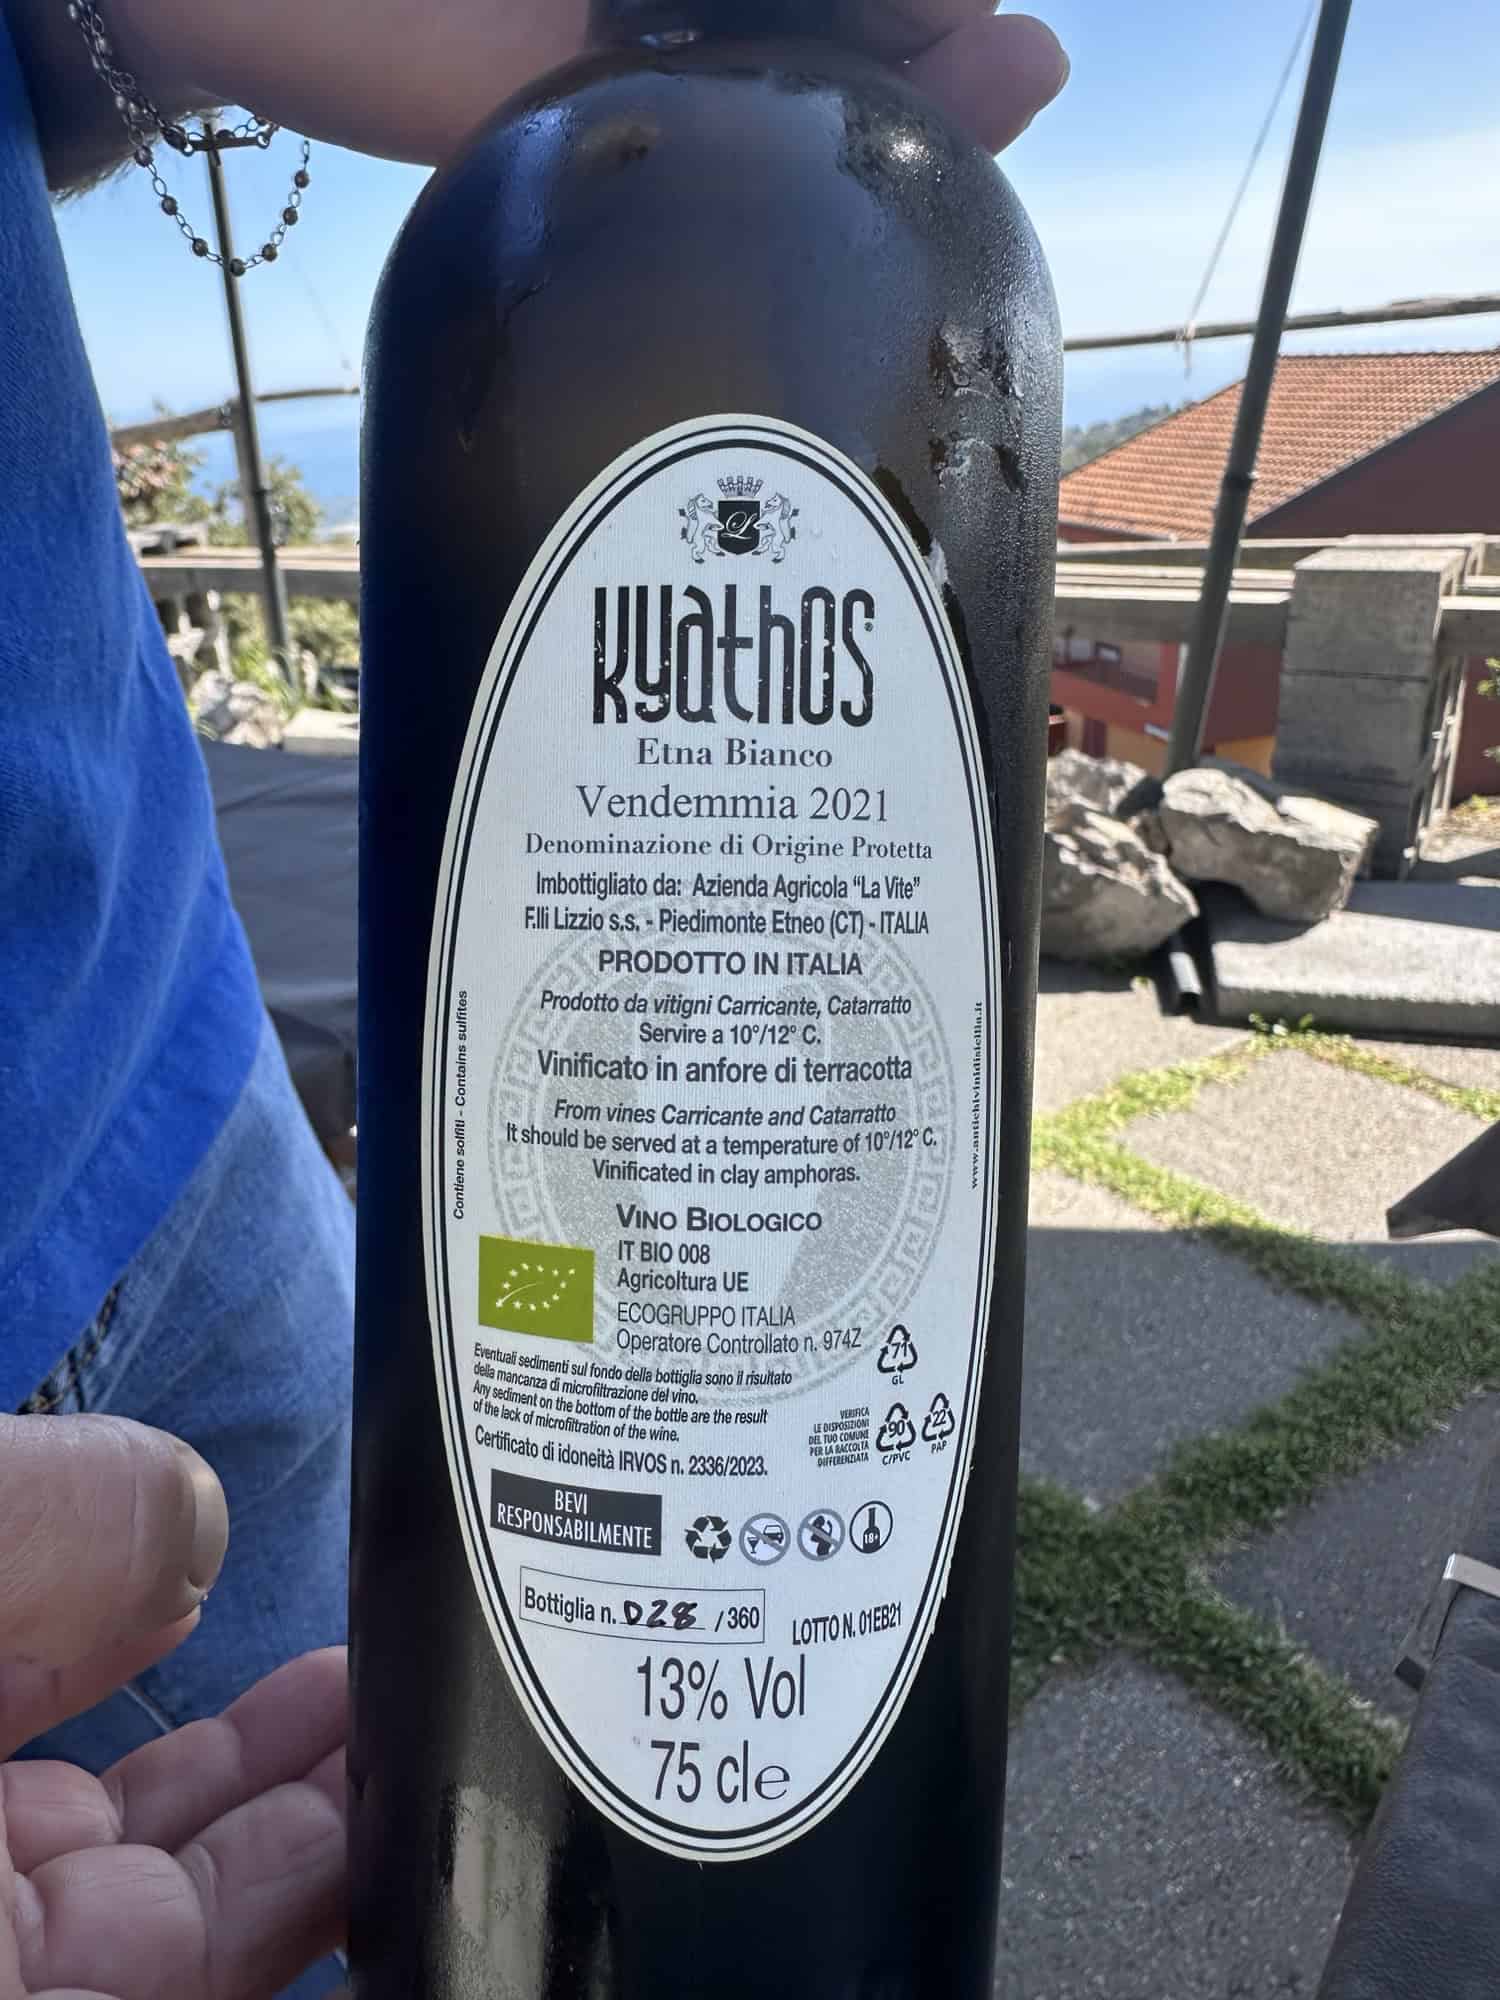 L
kyathos®
Etna Bianco
Vendemmia 2021
Denominazione di Origine Protetta
Imbottigliato da: Azienda Agricola “La Vite”
F.lli Lizzio s.s. - Piedimonte Etneo (CT) - ITALIA
PRODOTTO IN ITALIA
Prodotto da vitigni Carricante, Catarratto
Servire a 10°/12° C.
Vinificato in anfore di terracotta
From vines Carricante and Catarratto
It should be served at a temperature of 10°/12° C.
Vinificated in clay amphoras.
Contiene solfiti - Contains sulfites
www.antichivinidisicilia.it
VINO BIOLOGICO
IT BIO 008
Agricoltura UE
ECOGRUPPO ITALIA
Operatore Controllato n. 974Z
71
GL
Eventuali sedimenti sul fondo della bottiglia sono il risultato
della mancanza di microfiltrazione del vino.
Any sediment on the bottom of the bottle are the result
of the lack of microfiltration of the wine.
Certificato di idoneità IRVOS n. 2336/2023.
VERIFICA
LE DISPOSIZIONI
DEL TUO COMUNE
PER LA RACCOLTA
DIFFERENZIATA
90
C/PVC
22
PAP
BEVI
RESPONSABILMENTE
18+
Bottiglia n. 028 /360
LOTTO N. 01EB21
13% Vol
75 cl e